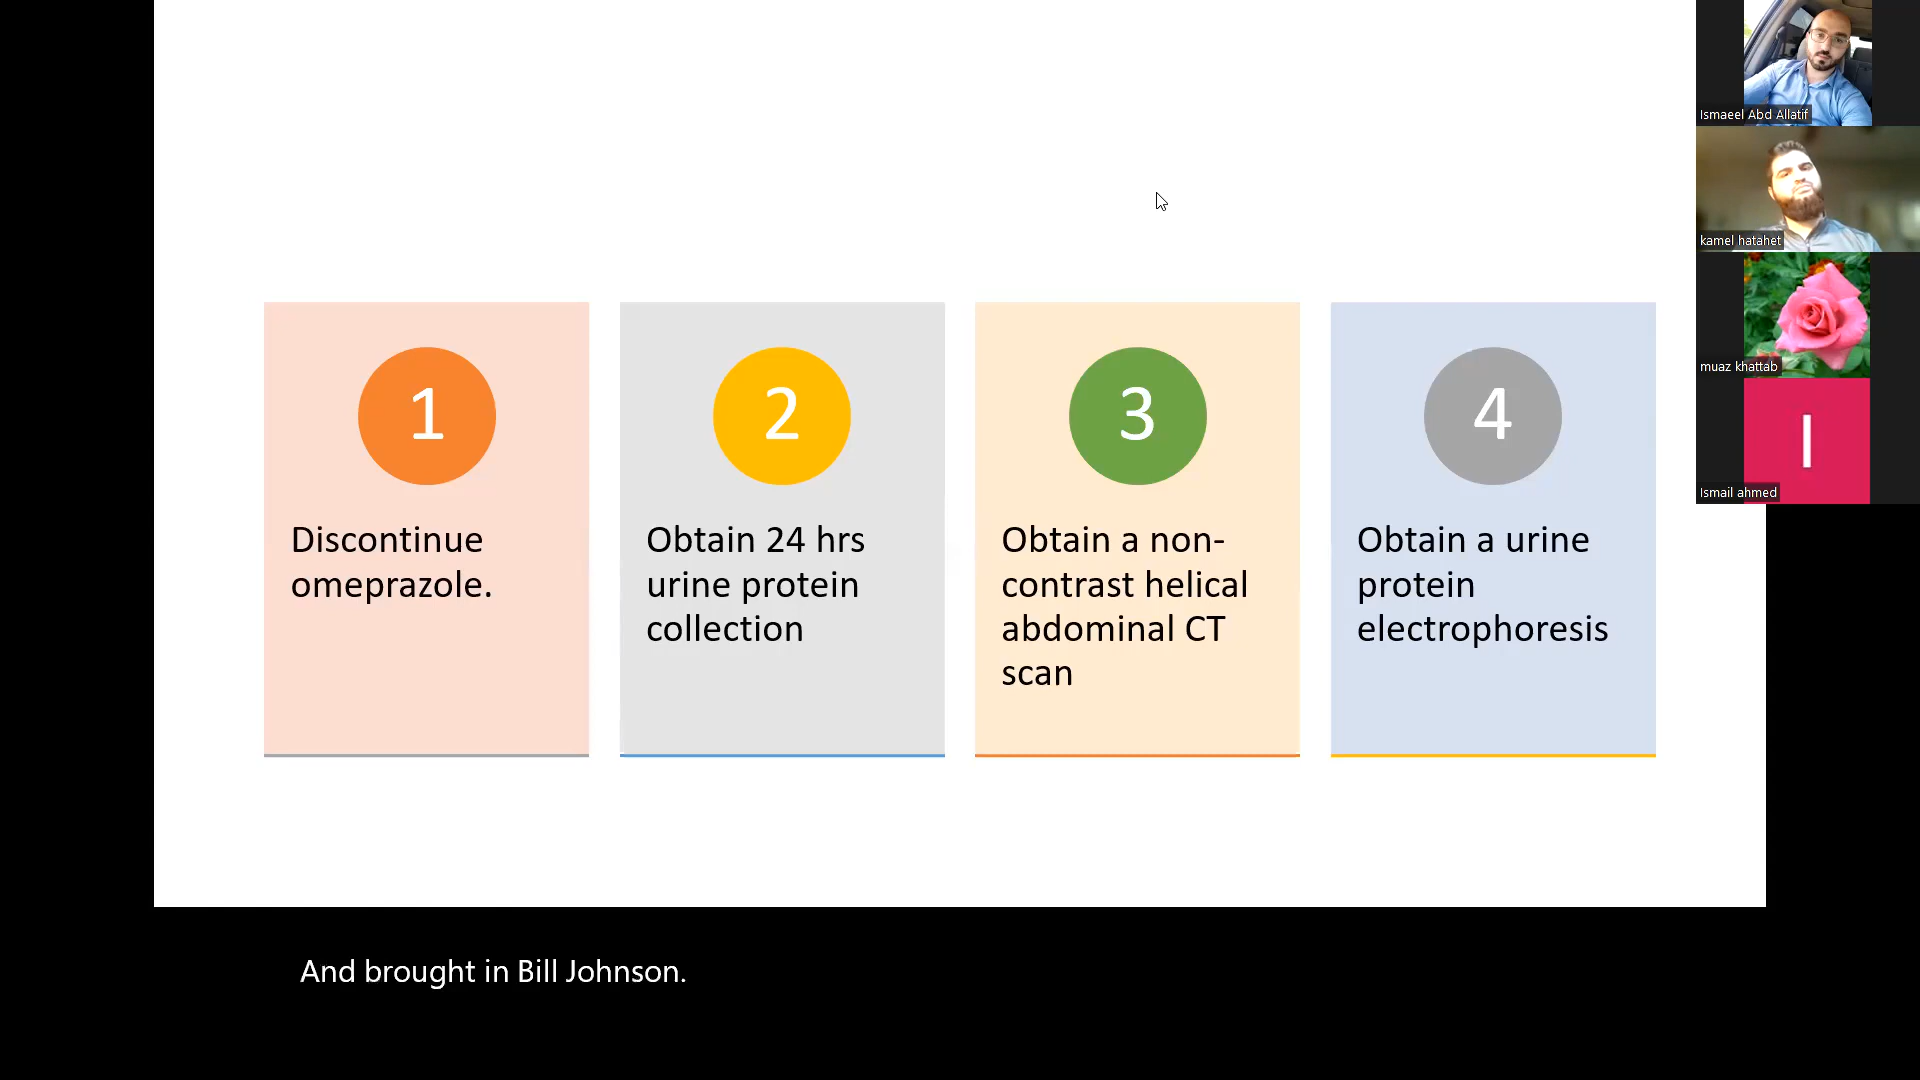 1
Discontinue
omeprazole.
2
Obtain 24 hrs
urine protein
collection
3
Obtain a non-
contrast helical
abdominal CT
scan
4
Obtain a urine
protein
electrophoresis
Ismaeel Abd Allatif
kamel hatahet
muaz khattab
I
Ismail ahmed
And brought in Bill Johnson.